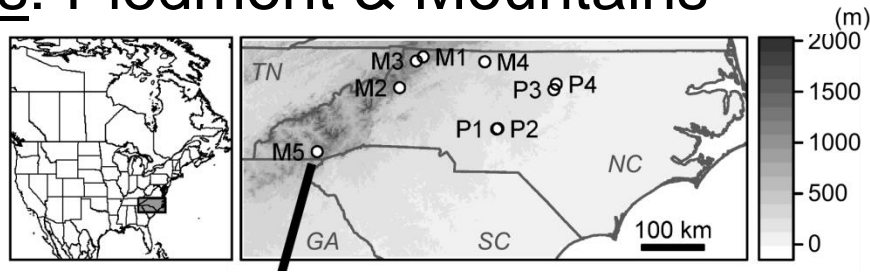 s: Piedmont & Mountains
(m)
2000
1500
1000
500
0
TN
M3
M1
M4
M2
P3
P4
P1
P2
M5
NC
100 km
GA
SC